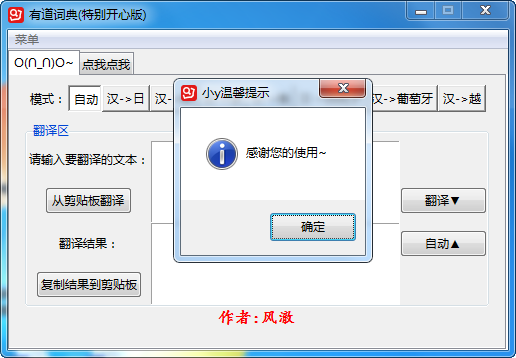 有道词典(特别开心版)
菜单
O(∩_∩)O~ 点我点我
模式： 自动 汉->日 汉-> ->葡萄牙 汉->越
小y温馨提示
感谢您的使用~
确定
翻译区
请输入要翻译的文本：
从剪贴板翻译
翻译▼
翻译结果：
自动▲
复制结果到剪贴板
作者:风澈